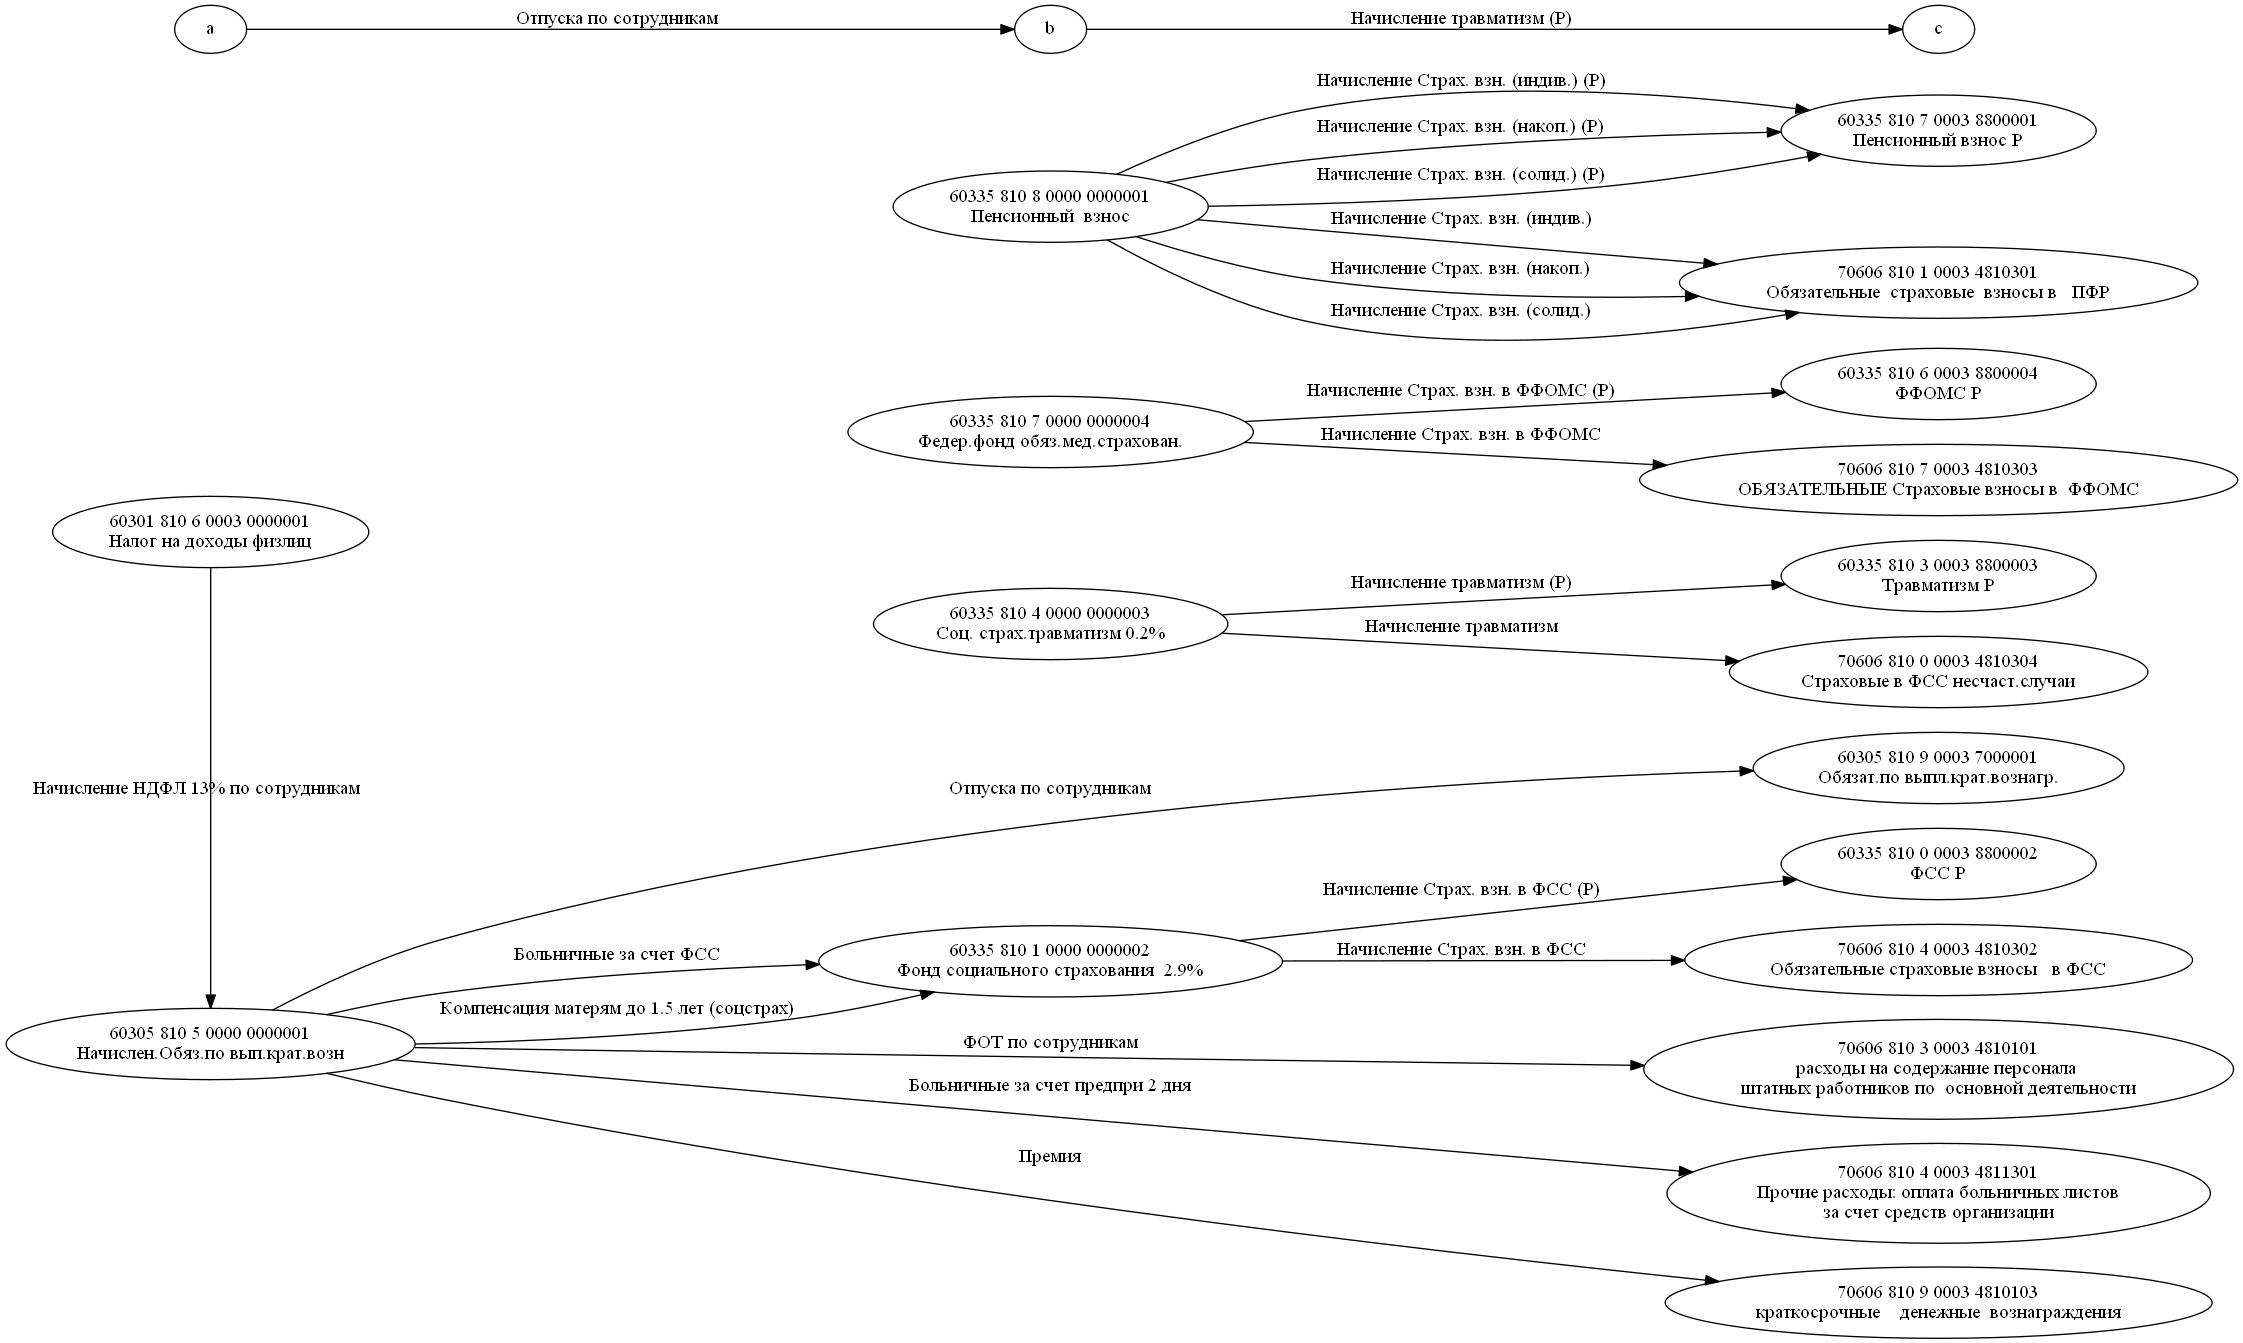 a
Отпуска по сотрудникам
b
Начисление травматизм (Р)
c
Начисление Страх. взн. (индив.) (Р)
Начисление Страх. взн. (накоп.) (Р)
Начисление Страх. взн. (солид.) (Р)
60335 810 7 0003 8800001
Пенсионный взнос Р
60335 810 8 0000 0000001
Пенсионный взнос
Начисление Страх. взн. (индив.)
Начисление Страх. взн. (накоп.)
Начисление Страх. взн. (солид.)
70606 810 1 0003 4810301
Обязательные страховые взносы в ПФР
60335 810 7 0000 0000004
Федер.фонд обяз.мед.страхован.
Начисление Страх. взн. в ФФОМС (Р)
60335 810 6 0003 8800004
ФФОМС Р
Начисление Страх. взн. в ФФОМС
70606 810 7 0003 4810303
ОБЯЗАТЕЛЬНЫЕ Страховые взносы в ФФОМС
60301 810 6 0003 0000001
Налог на доходы физлиц
60335 810 4 0000 0000003
Соц. страх.травматизм 0.2%
Начисление травматизм (Р)
60335 810 3 0003 8800003
Травматизм Р
Начисление травматизм
70606 810 0 0003 4810304
Страховые в ФСС несчаст.случаи
Начисление НДФЛ 13% по сотрудникам
Отпуска по сотрудникам
60305 810 9 0003 7000001
Обязат.по выпл.крат.вознагр.
Больничные за счет ФСС
Компенсация матерям до 1.5 лет (соцстрах)
60335 810 1 0000 0000002
Фонд социального страхования 2.9%
Начисление Страх. взн. в ФСС (Р)
60335 810 0 0003 8800002
ФСС Р
Начисление Страх. взн. в ФСС
70606 810 4 0003 4810302
Обязательные страховые взносы в ФСС
60305 810 5 0000 0000001
Начислен.Обяз.по вып.крат.возн
ФОТ по сотрудникам
70606 810 3 0003 4810101
расходы на содержание персонала
штатных работников по основной деятельности
Больничные за счет предпри 2 дня
70606 810 4 0003 4811301
Прочие расходы: оплата больничных листов
за счет средств организации
Премия
70606 810 9 0003 4810103
краткосрочные денежные вознаграждения